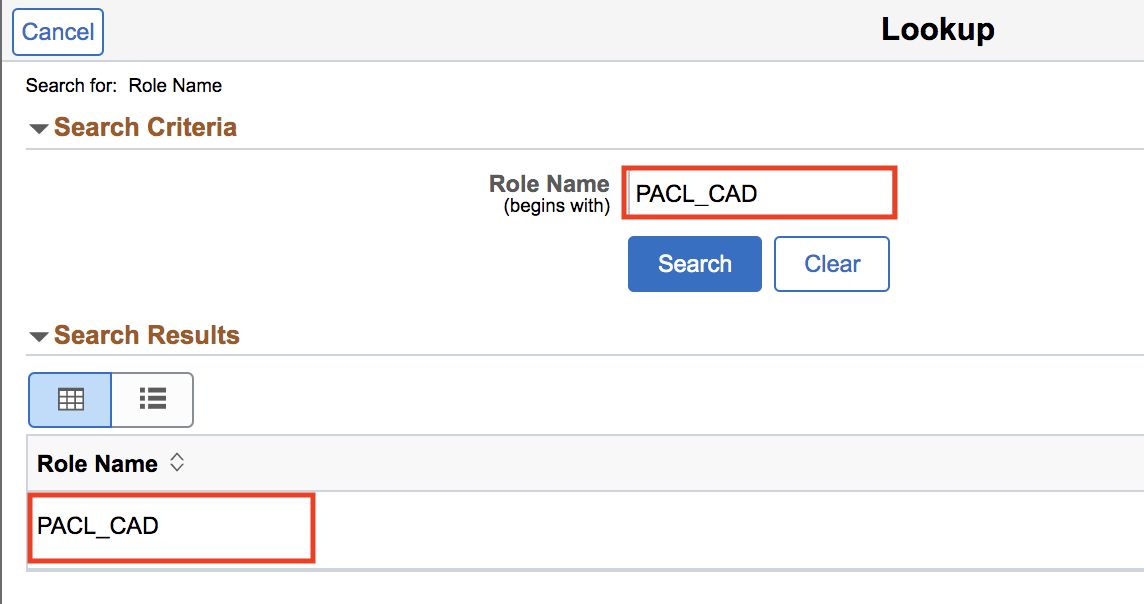 Cancel
Lookup
Search for: Role Name
Search Criteria
Role Name
(begins with)
PACL_CAD
Search
Clear
Search Results
Role Name
PACL_CAD